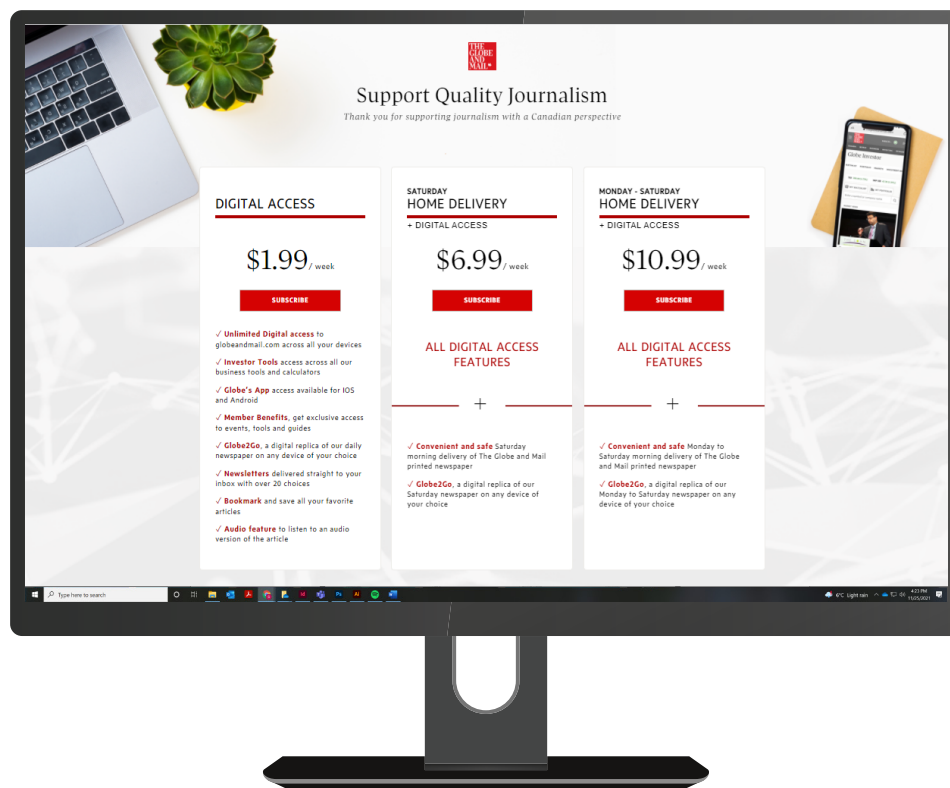 THE
GLOBE
AND
MAIL*
Support Quality Journalism
Thank you for supporting journalism with a Canadian perspective
DIGITAL ACCESS
$1.99 / week
SUBSCRIBE
✓ Unlimited Digital access to
globeandmail.com across all your devices
✓ Investor Tools access across all our
business tools and calculators
✓ Globe's App access available for IOS
and Android
✓ Member Benefits, get exclusive access
to events, tools and guides
✓ Globe2Go, a digital replica of our daily
newspaper on any device of your choice
✓ Newsletters delivered straight to your
inbox with over 20 choices
✓ Bookmark and save all your favorite
articles
✓ Audio feature to listen to an audio
version of the article
SATURDAY
HOME DELIVERY
+ DIGITAL ACCESS
$6.99 / week
SUBSCRIBE
ALL DIGITAL ACCESS
FEATURES
+
✓ Convenient and safe Saturday
morning delivery of The Globe and Mail
printed newspaper
✓ Globe2Go, a digital replica of our
Saturday newspaper on any device of
your choice
MONDAY - SATURDAY
HOME DELIVERY
+ DIGITAL ACCESS
$10.99 / week
SUBSCRIBE
ALL DIGITAL ACCESS
FEATURES
+
✓ Convenient and safe Monday to
Saturday morning delivery of The Globe
and Mail printed newspaper
✓ Globe2Go, a digital replica of our
Monday to Saturday newspaper on any
device of your choice
Globe Investor
Type here to search
6°C Light rain
4:23 PM
11/25/2021